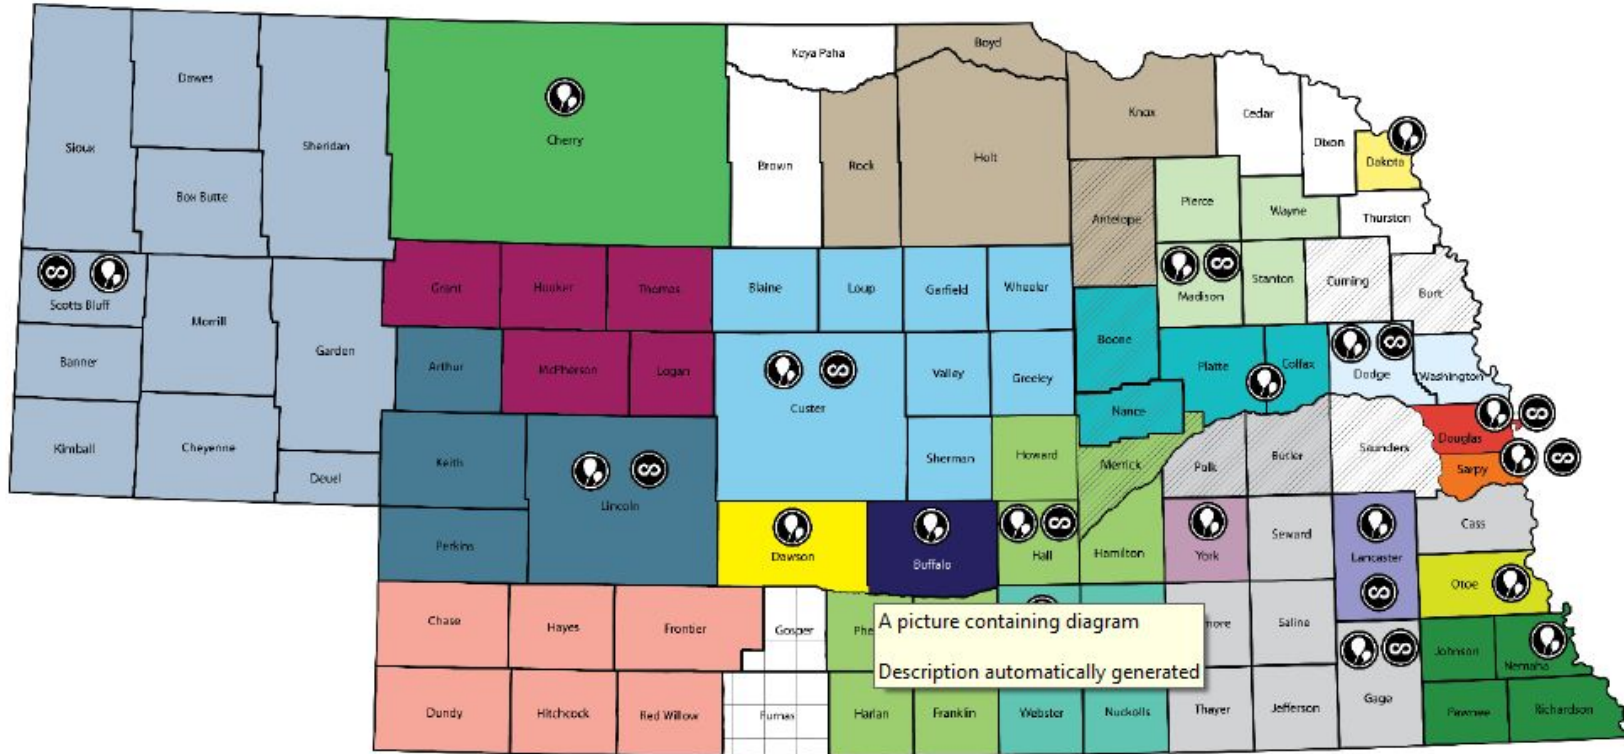 Keya Paha
Boyd
Dawes
Sioux
Sheridan
Cherry
Knox
Cedar
Dixon
Dakota
Brown
Rock
Holt
Box Butte
Pierce
Wayne
Thurston
Antelope
Scotts Bluff
Morrill
Grant
Hooker
Thomas
Blaine
Loup
Garfield
Wheeler
Madison
Stanton
Cuming
Burt
Banner
Garden
Arthur
McPherson
Logan
Custer
Valley
Greeley
Boone
Platte
Colfax
Dodge
Washington
Kimball
Cheyenne
Deuel
Keith
Lincoln
Sherman
Howard
Nance
Merrick
Polk
Butler
Saunders
Douglas
Sarpy
Perkins
Dawson
Buffalo
Hall
Hamilton
York
Seward
Lancaster
Cass
Otoe
Chase
Hayes
Frontier
Gosper
Phe
A picture containing diagram
Description automatically generated
more
Saline
Gage
Johnson
Nemaha
Dundy
Hitchcock
Red Willow
Furnas
Harlan
Franklin
Webster
Nuckolls
Thayer
Jefferson
Pawnee
Richardson